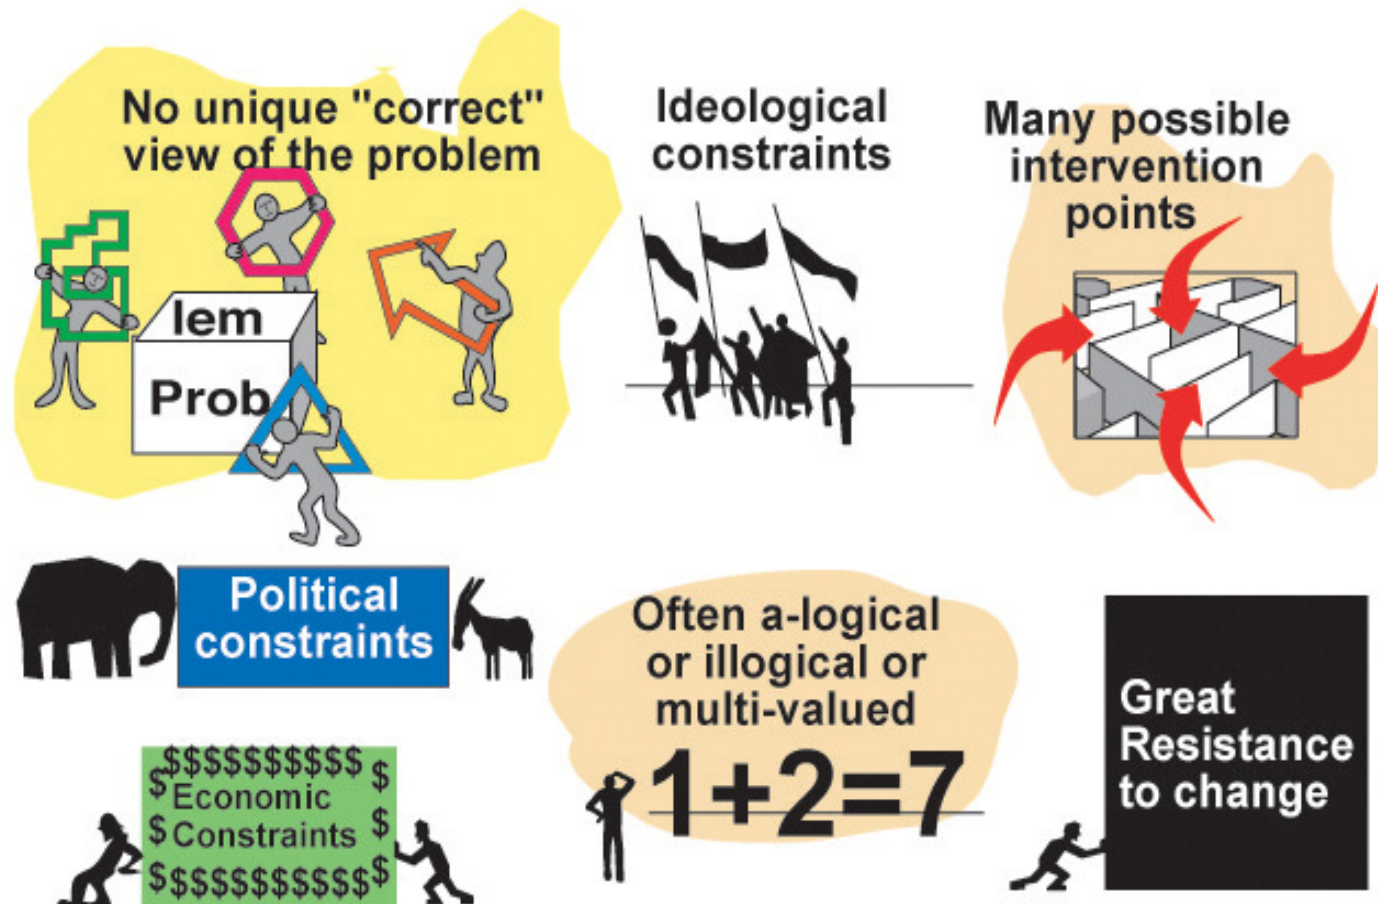 No unique "correct"
view of the problem
lem
Prob
Ideological
constraints
Many possible
intervention
points
Political
constraints
Often a-logical
or illogical or
multi-valued
1+2=7
Great
Resistance
to change
$$$$$$$$$$ $
$ Economic
$ Constraints $
$$$$$$$$$$$ $